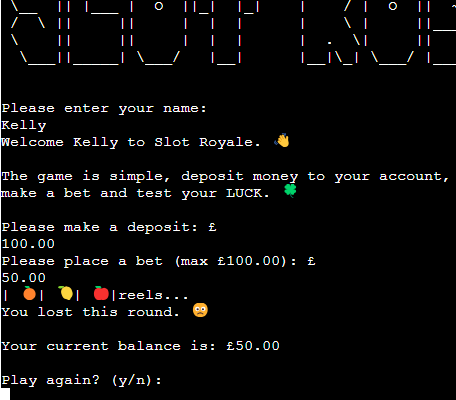 Please enter your name:
Kelly
Welcome Kelly to Slot Royale. 👋
The game is simple, deposit money to your account,
make a bet and test your LUCK. 🍀
Please make a deposit: £
100.00
Please place a bet (max £100.00): £
50.00
| 🍊| 🍋| 🍎|reels...
You lost this round. 😳
Your current balance is: £50.00
Play again? (y/n):